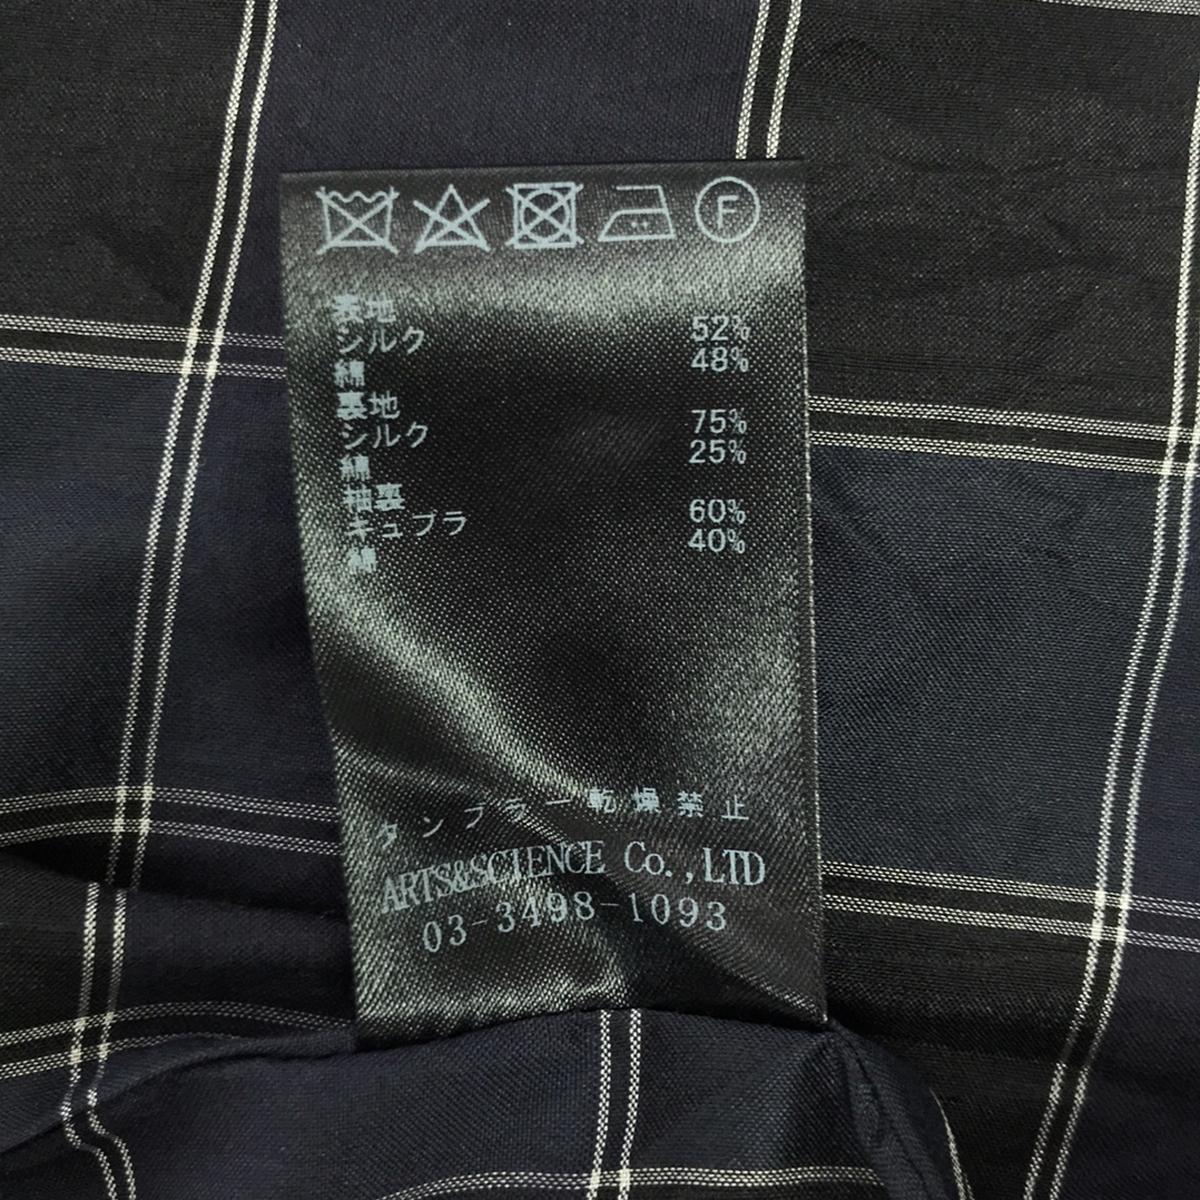 F
表地
シルク 52%
綿 48%
裏地
シルク 75%
綿 25%
袖裏
キュプラ 60%
綿 40%
タンブラー乾燥禁止
ARTS&SCIENCE Co.,LTD
03-3498-1093